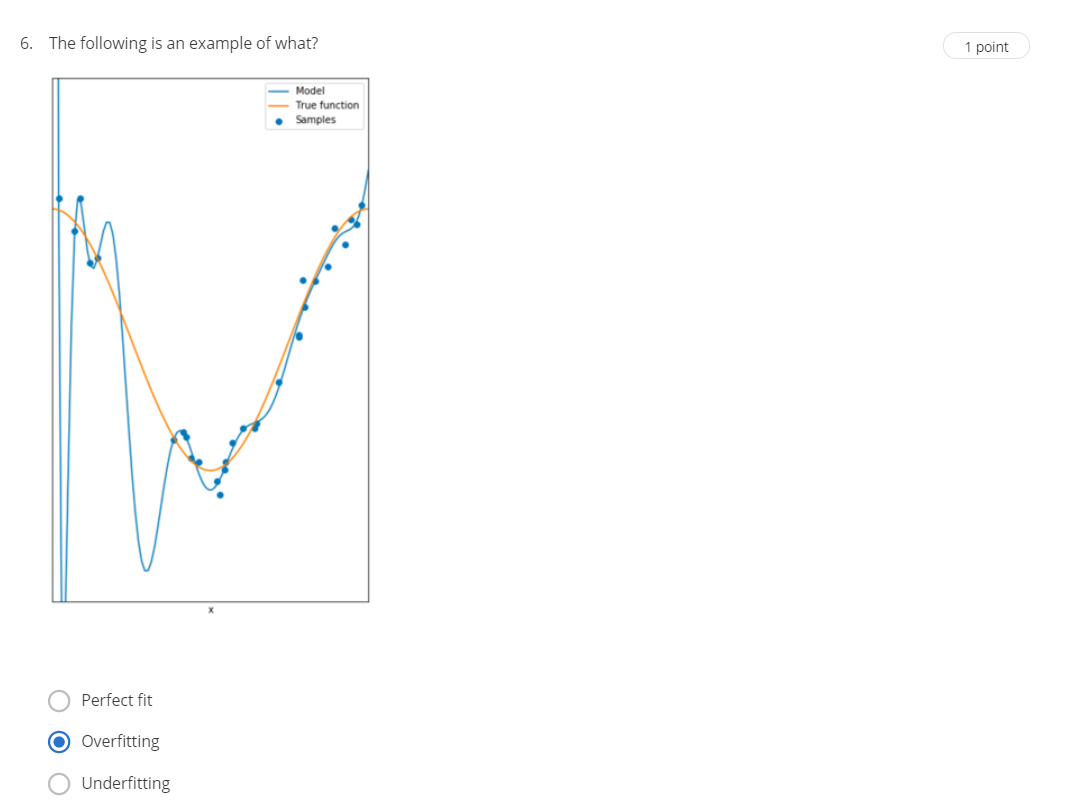 6. The following is an example of what?
1 point
Model
True function
Samples
x
Perfect fit
Overfitting
Underfitting